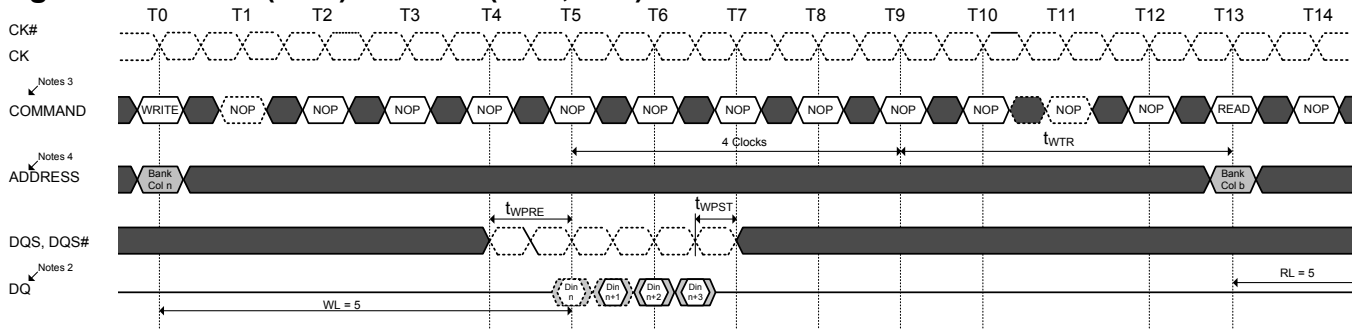 T0 T1 T2 T3 T4 T5 T6 T7 T8 T9 T10 T11 T12 T13 T14
CK#
CK
Notes 3
COMMAND
WRITE NOP NOP NOP NOP NOP NOP NOP NOP NOP NOP NOP NOP READ NOP
4 Clocks
tWTR
Notes 4
ADDRESS
Bank
Col n
Bank
Col b
tWPRE
tWPST
DQS, DQS#
Notes 2
DQ
Din
n
Din
n+1
Din
n+2
Din
n+3
RL = 5
WL = 5